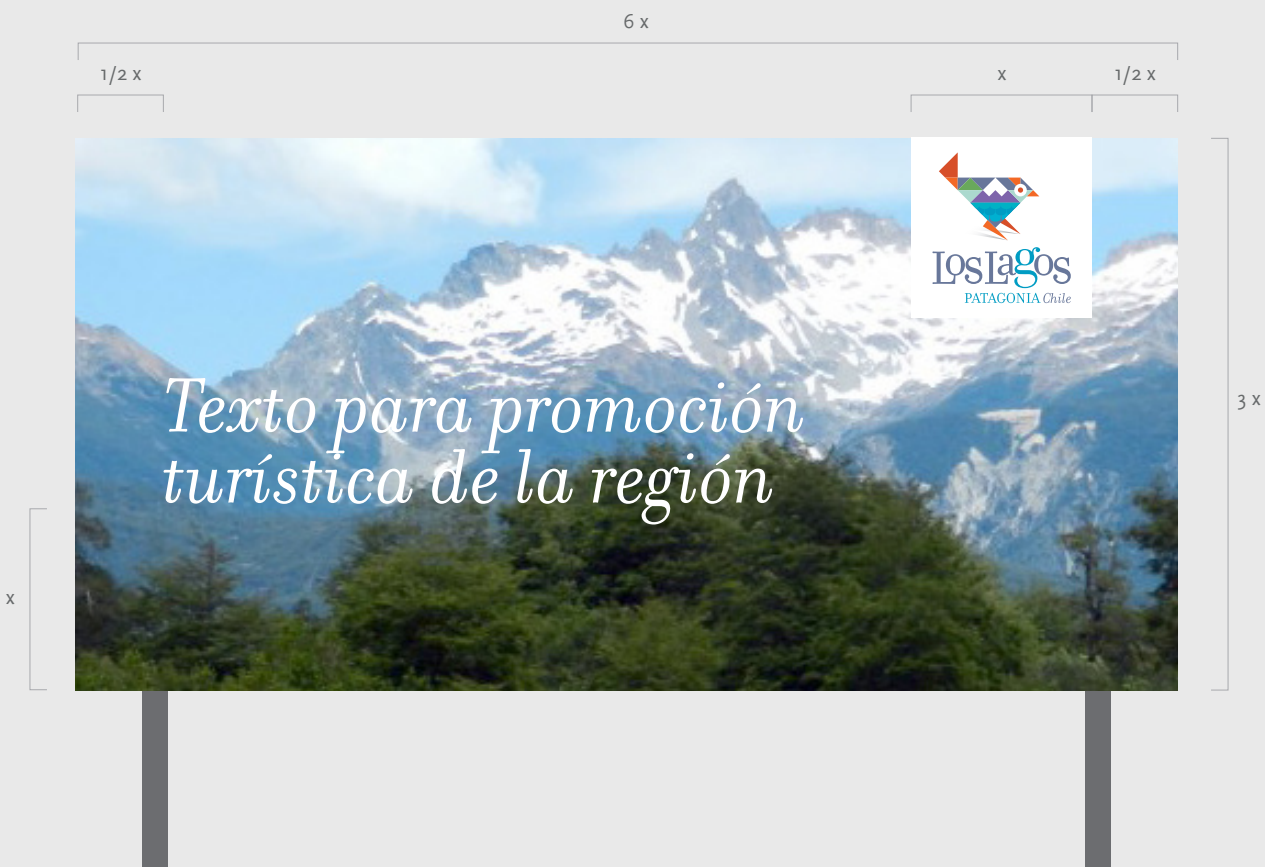 6 x
1/2 x
x
1/2 x
LosLagos
PATAGONIA Chile
3 x
Texto para promoción
turística de la región
x